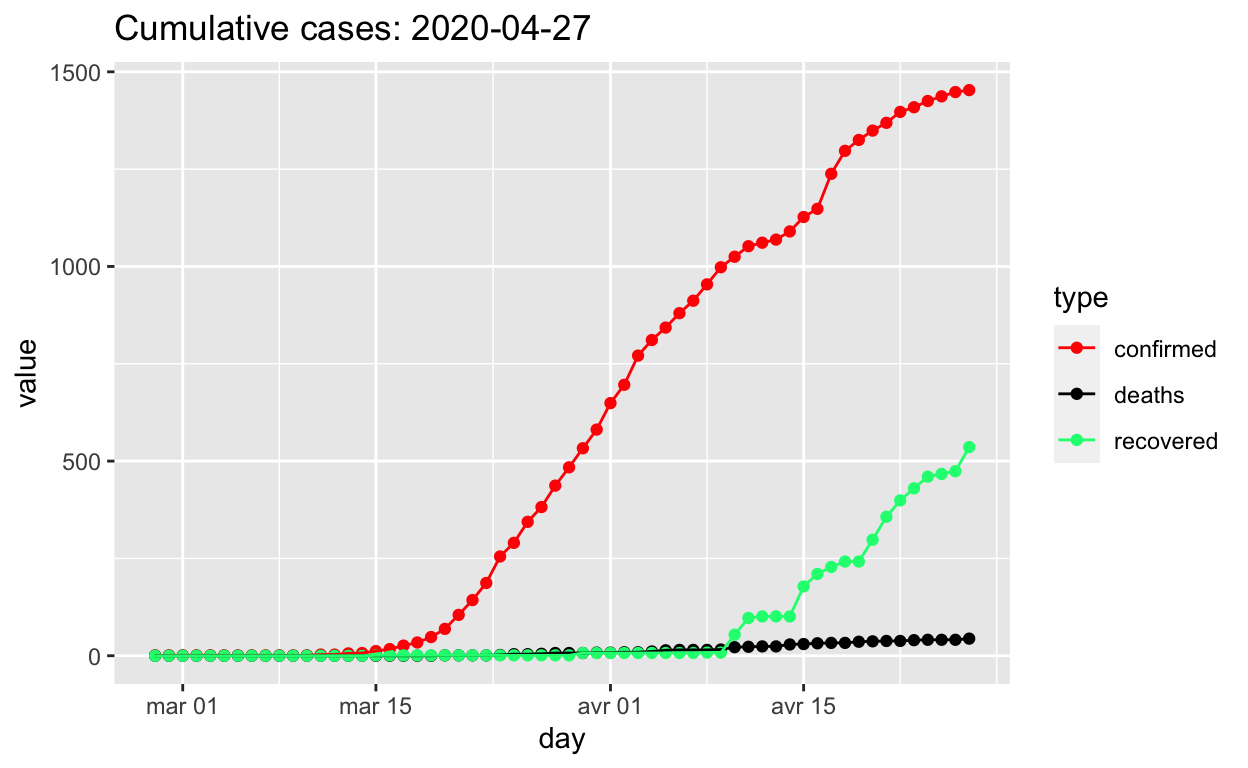 Cumulative cases: 2020-04-27
1500
1000
500
0
value
mar 01
mar 15
avr 01
avr 15
day
type
confirmed
deaths
recovered